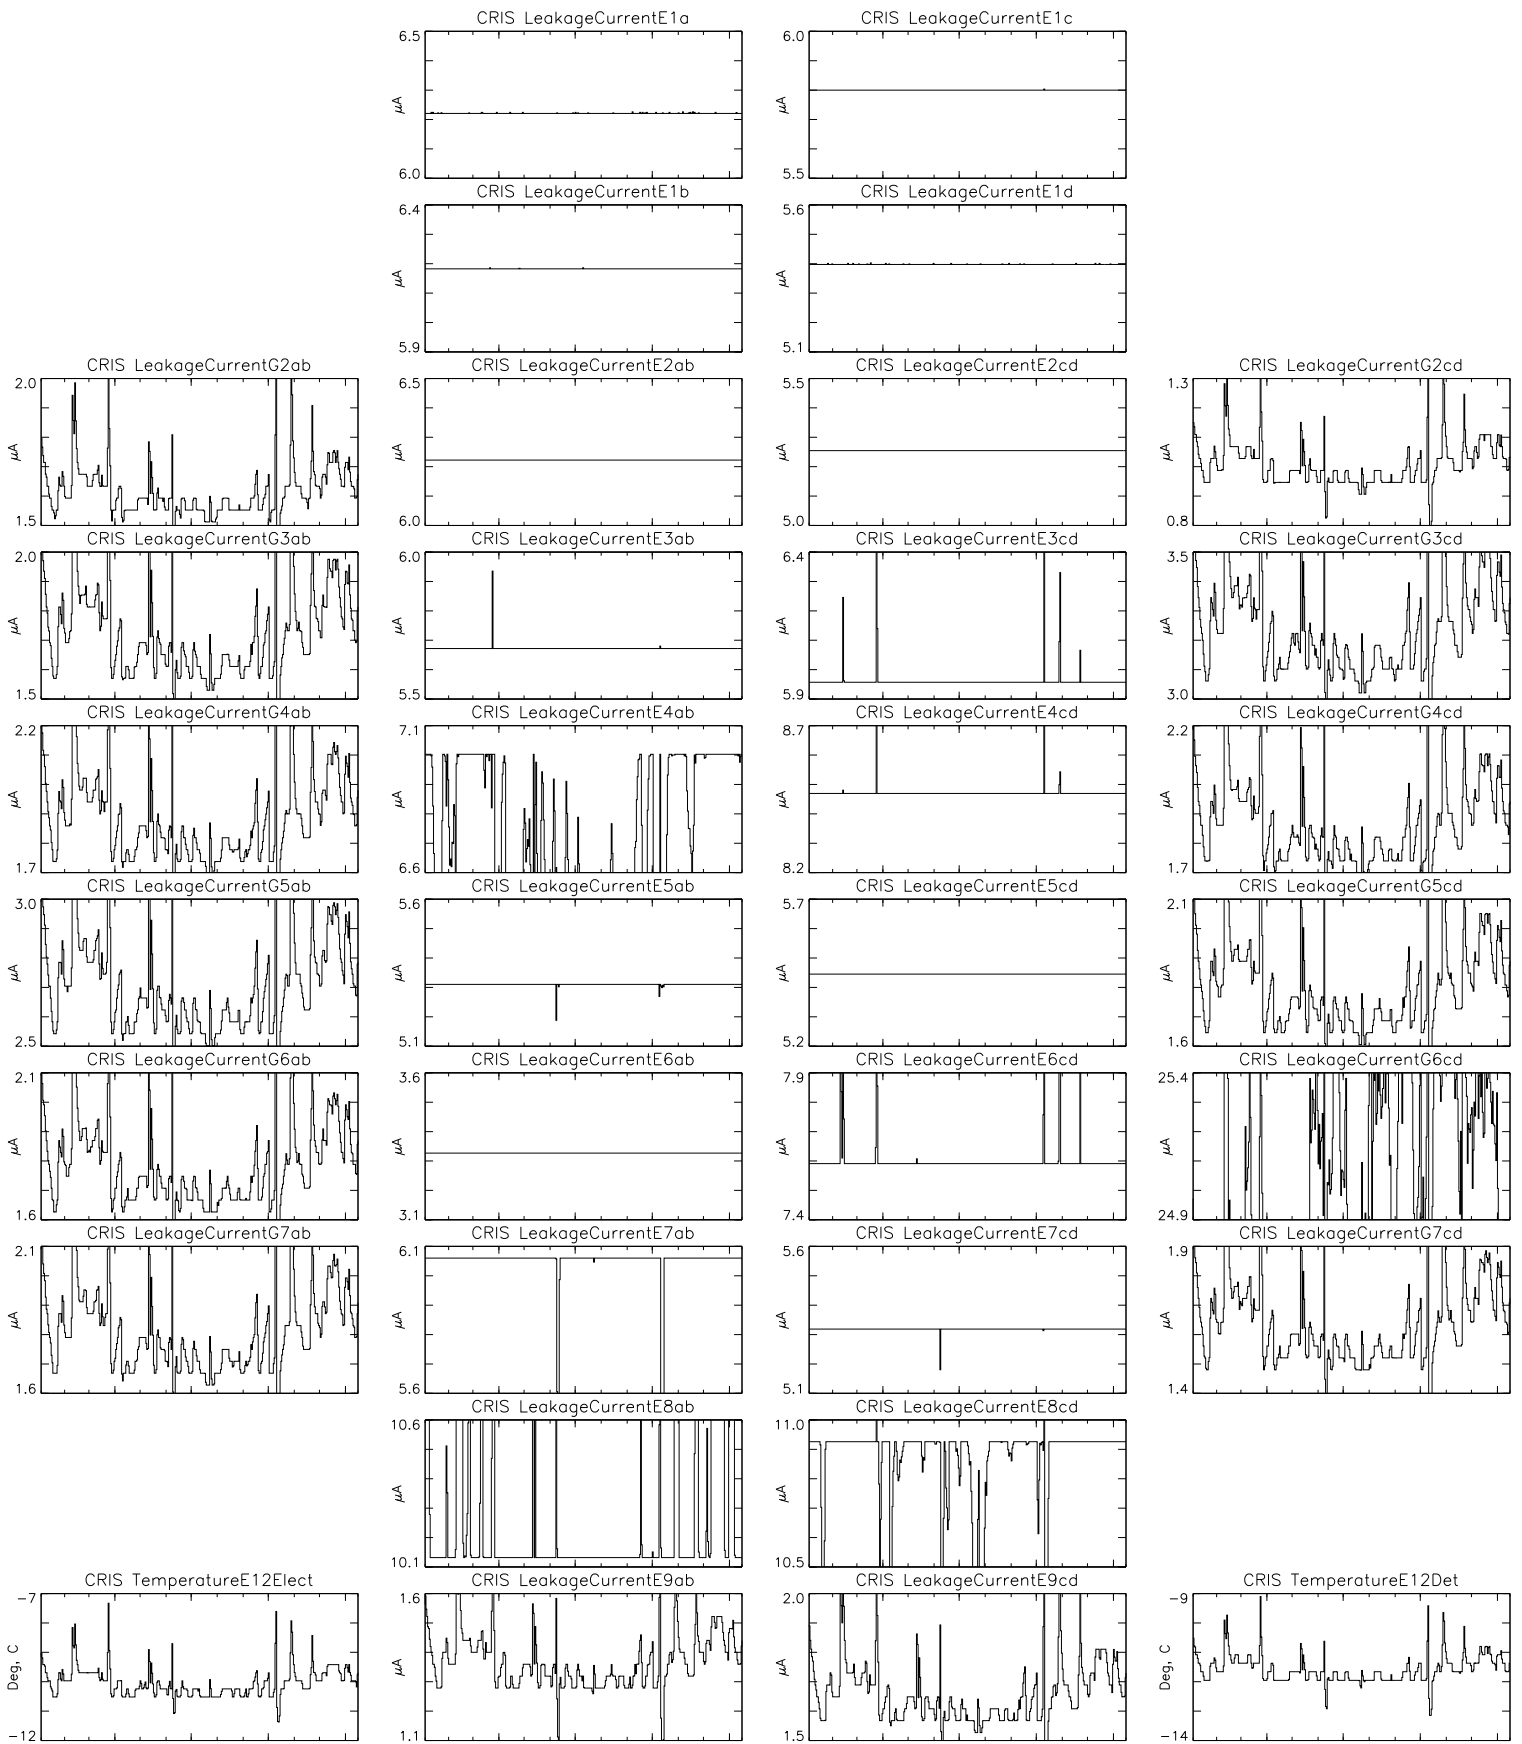 CRIS LeakageCurrentE1a CRIS LeakageCurrentE1c
6.5 6.0
μA μA
6.0 5.5
CRIS LeakageCurrentE1b CRIS LeakageCurrentE1d
6.4 5.6
μA μA
5.9 5.1
CRIS LeakageCurrentG2ab CRIS LeakageCurrentE2ab CRIS LeakageCurrentE2cd CRIS LeakageCurrentG2cd
2.0 6.5 5.5 1.3
μA μA μA μA
1.5 6.0 5.0 0.8
CRIS LeakageCurrentG3ab CRIS LeakageCurrentE3ab CRIS LeakageCurrentE3cd CRIS LeakageCurrentG3cd
2.0 6.0 6.4 3.5
μA μA μA μA
1.5 5.5 5.9 3.0
CRIS LeakageCurrentG4ab CRIS LeakageCurrentE4ab CRIS LeakageCurrentE4cd CRIS LeakageCurrentG4cd
2.2 7.1 8.7 2.2
μA μA μA μA
1.7 6.6 8.2 1.7
CRIS LeakageCurrentG5ab CRIS LeakageCurrentE5ab CRIS LeakageCurrentE5cd CRIS LeakageCurrentG5cd
3.0 5.6 5.7 2.1
μA μA μA μA
2.5 5.1 5.2 1.6
CRIS LeakageCurrentG6ab CRIS LeakageCurrentE6ab CRIS LeakageCurrentE6cd CRIS LeakageCurrentG6cd
2.1 3.6 7.9 25.4
μA μA μA μA
1.6 3.1 7.4 24.9
CRIS LeakageCurrentG7ab CRIS LeakageCurrentE7ab CRIS LeakageCurrentE7cd CRIS LeakageCurrentG7cd
2.1 6.1 5.6 1.9
μA μA μA μA
1.6 5.6 5.1 1.4
CRIS LeakageCurrentE8ab CRIS LeakageCurrentE8cd
10.6 11.0
μA μA
10.1 10.5
CRIS TemperatureE12Elect CRIS LeakageCurrentE9ab CRIS LeakageCurrentE9cd CRIS TemperatureE12Det
-7 1.6 2.0 -9
Deg, C μA μA Deg, C
-12 1.1 1.5 -14